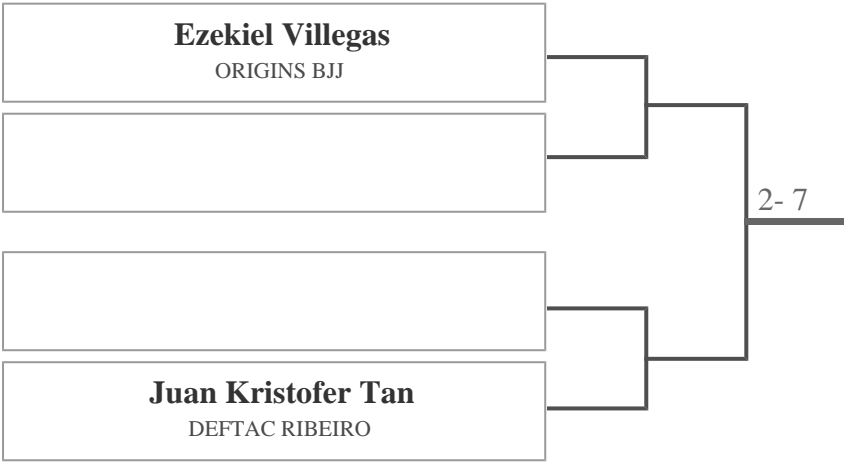 Ezekiel Villegas
ORIGINS BJJ
2- 7
Juan Kristofer Tan
DEFTAC RIBEIRO